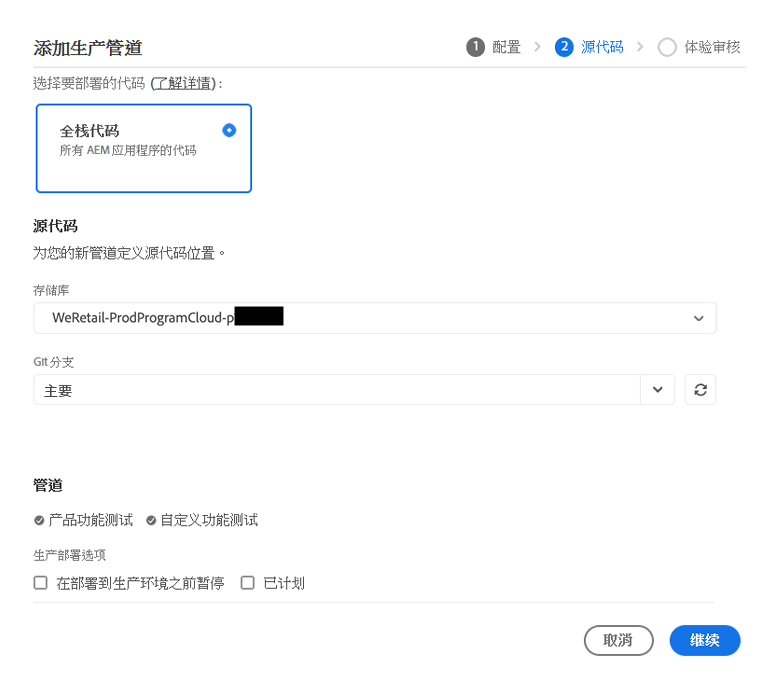 添加生产管道
1 配置 2 源代码 体验审核
选择要部署的代码 (了解详情) :
全栈代码
所有 AEM 应用程序的代码
源代码
为您的新管道定义源代码位置。
存储库
WeRetail-ProdProgramCloud-p
Git 分支
主要
管道
产品功能测试 自定义功能测试
生产部署选项
在部署到生产环境之前暂停 已计划
取消 继续